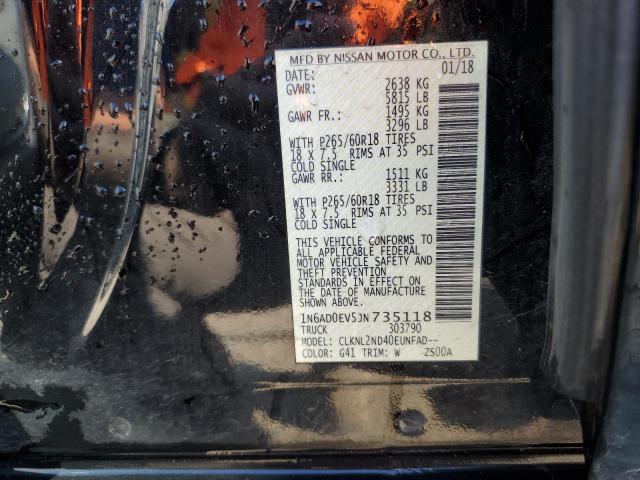 MFD BY NISSAN MOTOR CO., LTD.
DATE: 01/18
GVWR: 2638 KG
5815 LB
GAWR FR.: 1495 KG
3296 LB
WITH P265/60R18 TIRES
18 X 7.5 RIMS AT 35 PSI
COLD SINGLE
GAWR RR.: 1511 KG
3331 LB
WITH P265/60R18 TIRES
18 X 7.5 RIMS AT 35 PSI
COLD SINGLE
THIS VEHICLE CONFORMS TO
ALL APPLICABLE FEDERAL
MOTOR VEHICLE SAFETY AND
THEFT PREVENTION
STANDARDS IN EFFECT ON
THE DATE OF MANUFACTURE
SHOWN ABOVE.
1N6AD0EV5JN735118
TRUCK 303790
MODEL: CLKNL2ND40EUNFAD--
COLOR: G41 TRIM: W ZS00A